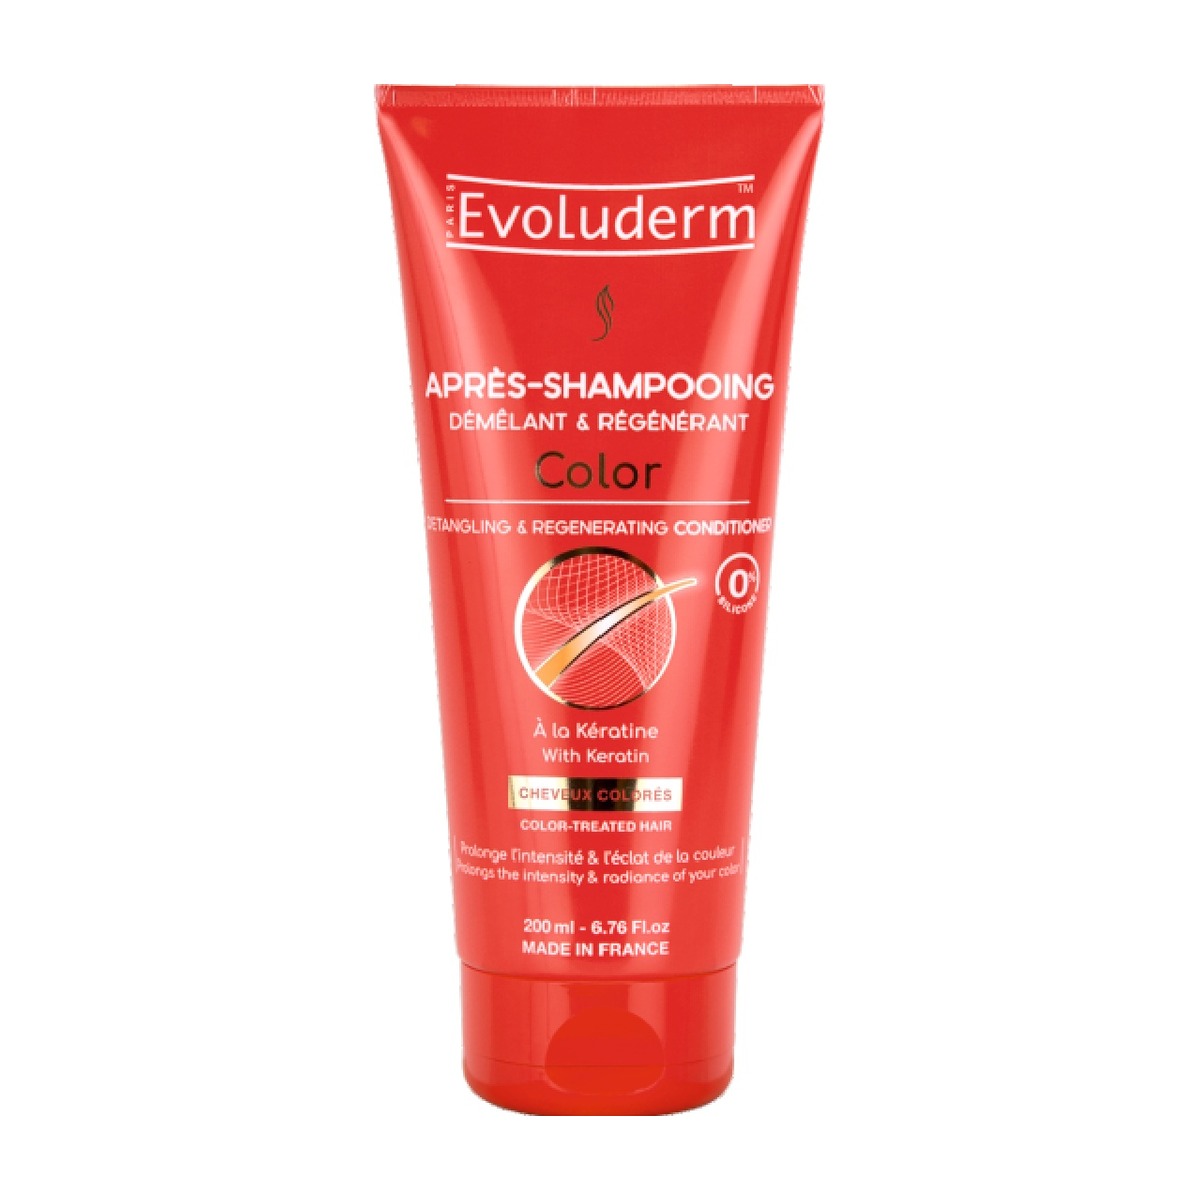 PARIS
Evoluderm™
APRÈS-SHAMPOOING
DÉMÊLANT & RÉGÉNÉRANT
Color
DETANGLING & REGENERATING CONDITIONER
0%
SILICONE
À la Kératine
With Keratin
CHEVEUX COLORÉS
COLOR-TREATED HAIR
Prolonge l'intensité & l'éclat de la couleur
Prolongs the intensity & radiance of your color
200 ml - 6.76 Fl.oz
MADE IN FRANCE